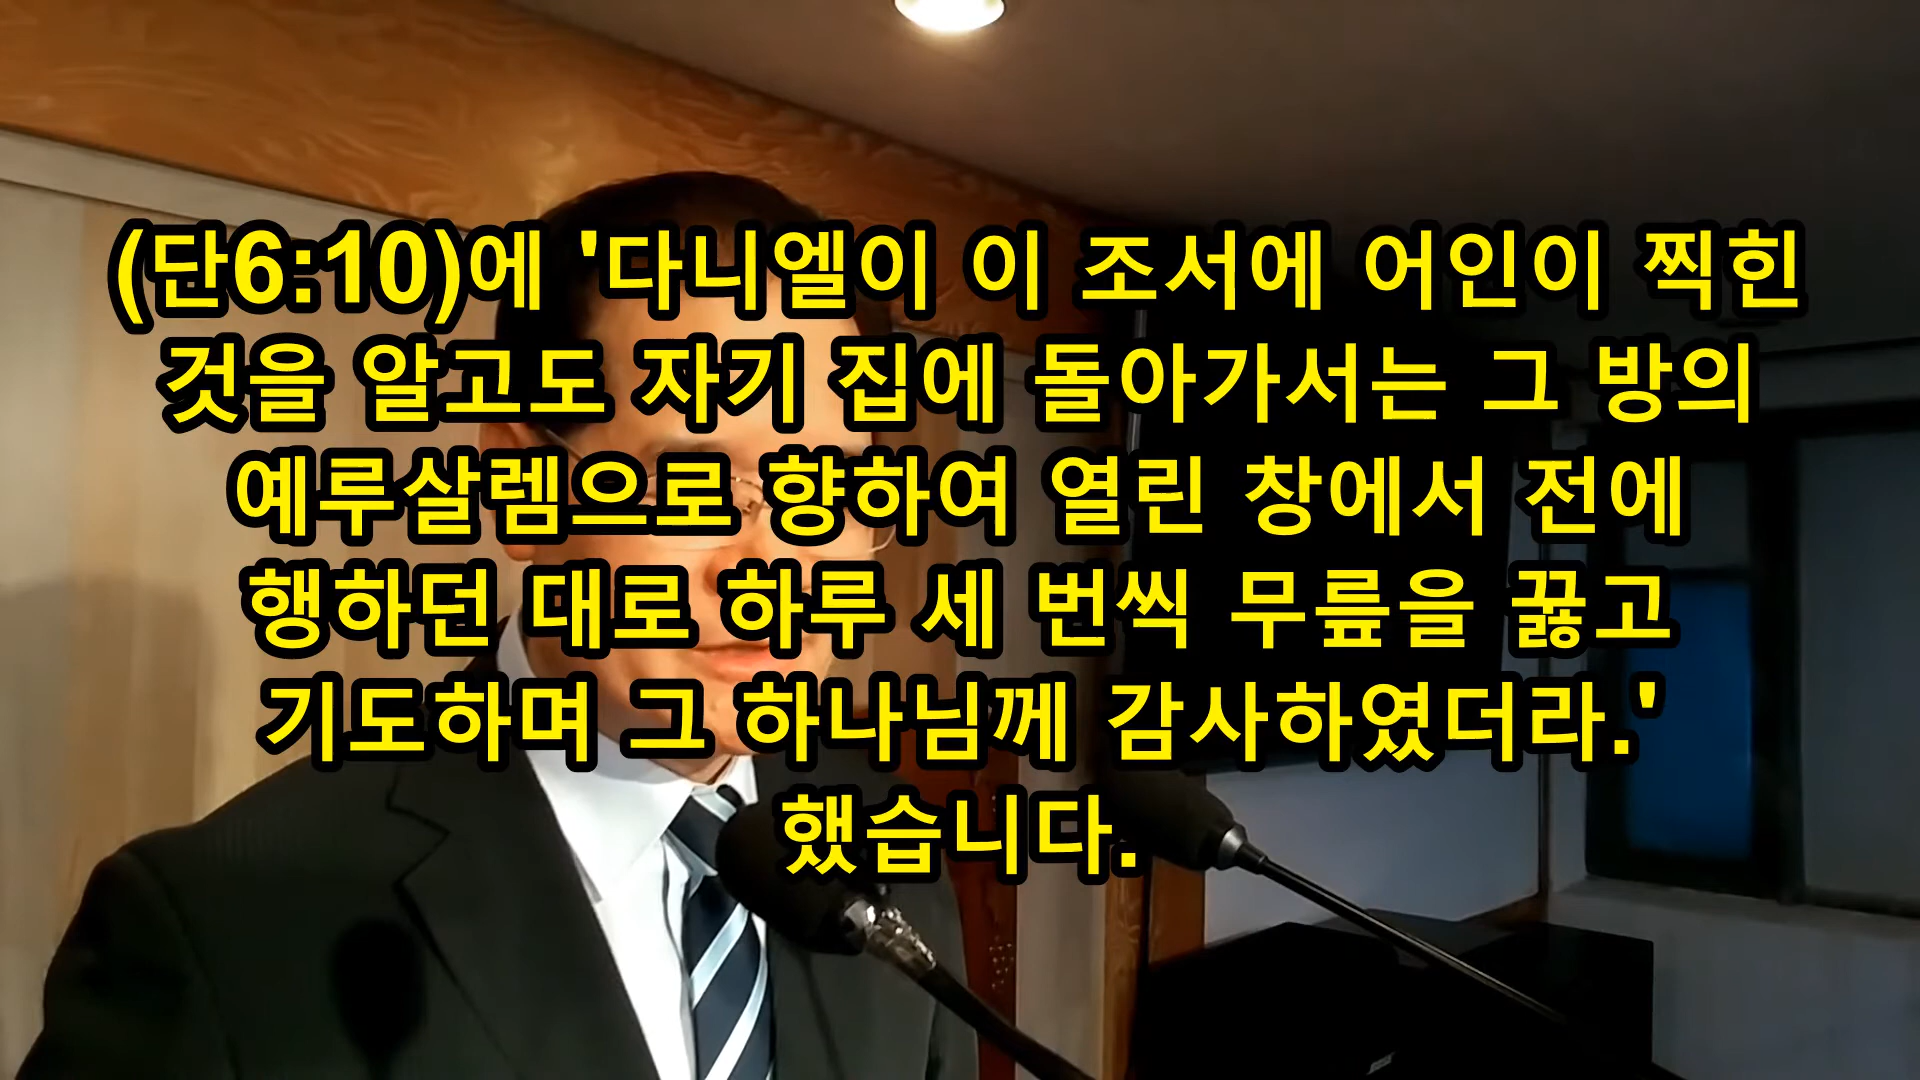 (단6:10)에 '다니엘이 이 조서에 어인이 찍힌
것을 알고도 자기 집에 돌아가서는 그 방의
예루살렘으로 향하여 열린 창에서 전에
행하던 대로 하루 세 번씩 무릎을 꿇고
기도하며 그 하나님께 감사하였더라.'
했습니다.